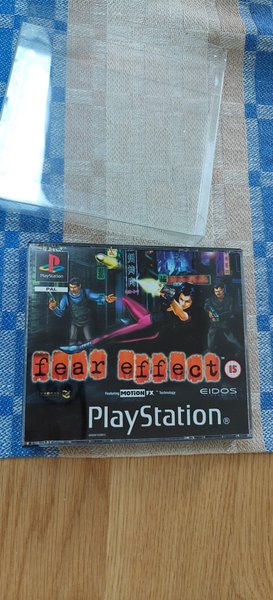 PlayStation
PAL
fear effect
15
Featuring MOTION FX Technology
EIDOS
PlayStation®